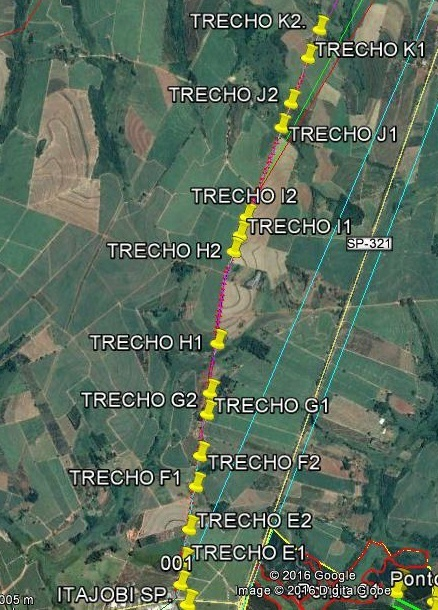 TRECHO K2.
TRECHO K1
TRECHO J2
TRECHO J1
TRECHO I2
TRECHO I1
SP-321
TRECHO H2
TRECHO H1
TRECHO G2
TRECHO G1
TRECHO F2
TRECHO F1
TRECHO E2
TRECHO E1
001
© 2016 Google
Ponto
ITAJOBI SP.
Image © 2016 DigitalGlobe
005 m